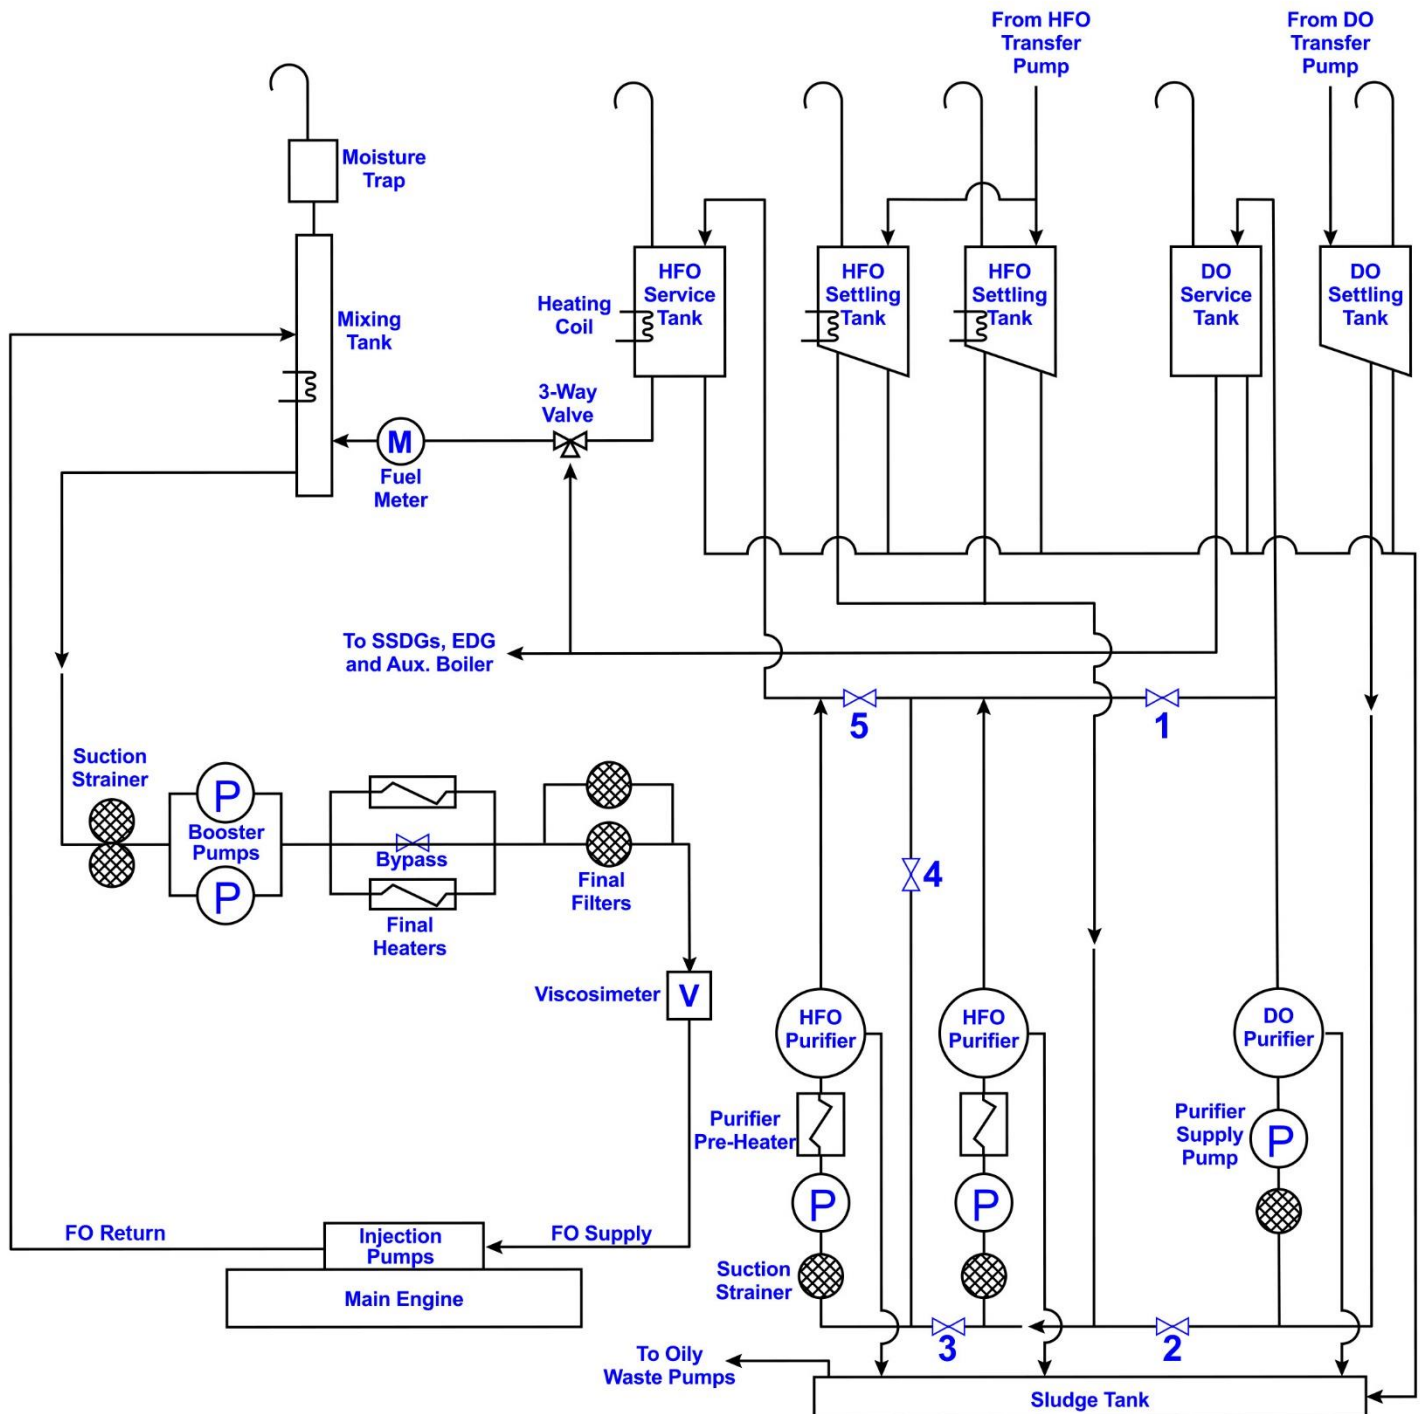 From HFO
Transfer
Pump
From DO
Transfer
Pump
Moisture
Trap
Mixing
Tank
Heating
Coil
HFO
Service
Tank
HFO
Settling
Tank
HFO
Settling
Tank
DO
Service
Tank
DO
Settling
Tank
3-Way
Valve
M
Fuel
Meter
To SSDGs, EDG
and Aux. Boiler
5
1
Suction
Strainer
P
Booster
Pumps
P
Bypass
Final
Heaters
Final
Filters
4
Viscosimeter
V
HFO
Purifier
HFO
Purifier
DO
Purifier
Purifier
Pre-Heater
Purifier
Supply
Pump
P
P
P
FO Return
Injection
Pumps
FO Supply
Main Engine
Suction
Strainer
3
2
To Oily
Waste Pumps
Sludge Tank